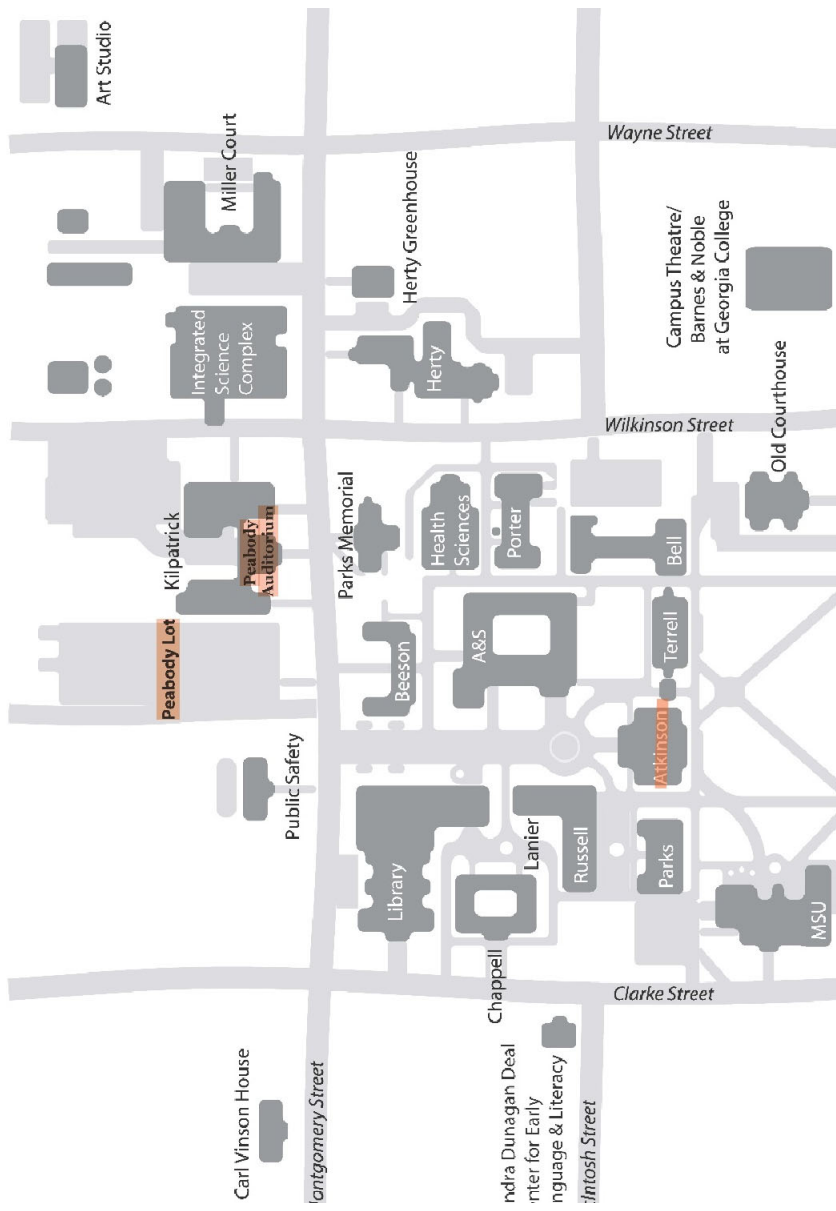 Art Studio
Wayne Street
Miller Court
Herty Greenhouse
Campus Theatre/
Barnes & Noble
at Georgia College
Integrated
Science
Complex
Herty
Wilkinson Street
Old Courthouse
Kilpatrick
Peabody
Auditorium
Parks Memorial
Health
Sciences
Porter
Bell
Peabody Lot
Beeson
A&S
Terrell
Atkinson
Public Safety
Library
Lanier
Russell
Parks
Chappell
MSU
Clarke Street
Carl Vinson House
ontgomery Street
ndra Dunagan Deal
nter for Early
nguage & Literacy
Intosh Street